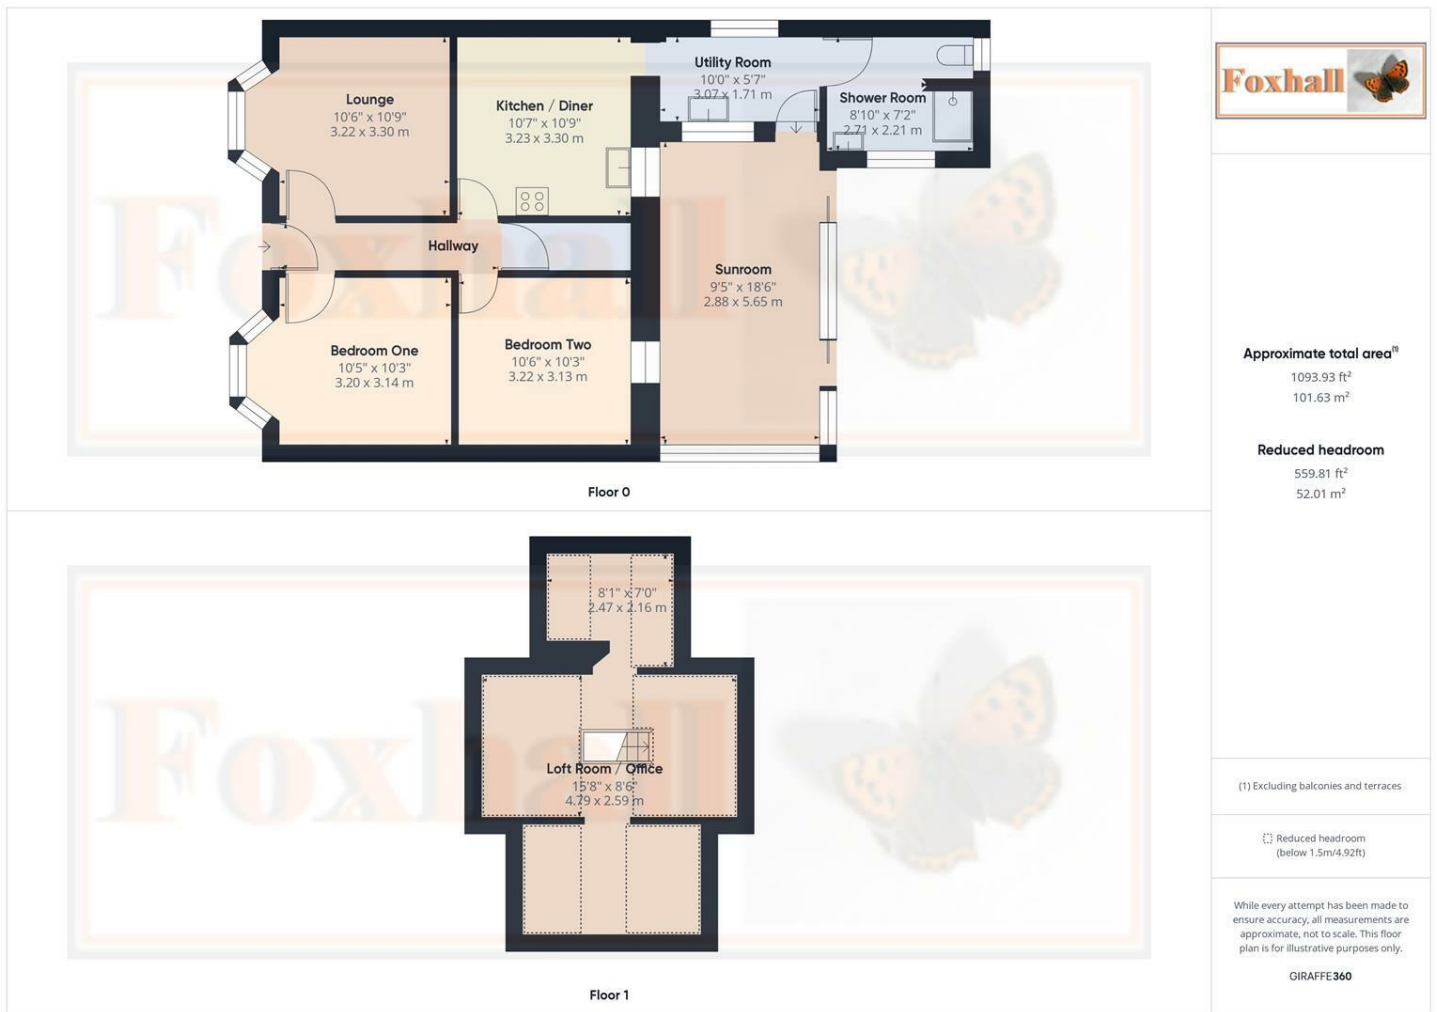 Lounge
10'6" x 10'9"
3.22 x 3.30 m
Kitchen / Diner
10'7" x 10'9"
3.23 x 3.30 m
Utility Room
10'0" x 5'7"
3.07 x 1.71 m
Shower Room
8'10" x 7'2"
2.71 x 2.21 m
Hallway
Sunroom
9'5" x 18'6"
2.88 x 5.65 m
Bedroom One
10'5" x 10'3"
3.20 x 3.14 m
Bedroom Two
10'6" x 10'3"
3.22 x 3.13 m
Foxhall
Floor 0
8'1" x 7'0"
2.47 x 2.16 m
Loft Room / Office
15'8" x 8'6"
4.79 x 2.59 m
Foxhall
Floor 1
Foxhall
Approximate total area(1)
1093.93 ft²
101.63 m²
Reduced headroom
559.81 ft²
52.01 m²
(1) Excluding balconies and terraces
Reduced headroom
(below 1.5m/4.92ft)
While every attempt has been made to
ensure accuracy, all measurements are
approximate, not to scale. This floor
plan is for illustrative purposes only.
GIRAFFE360